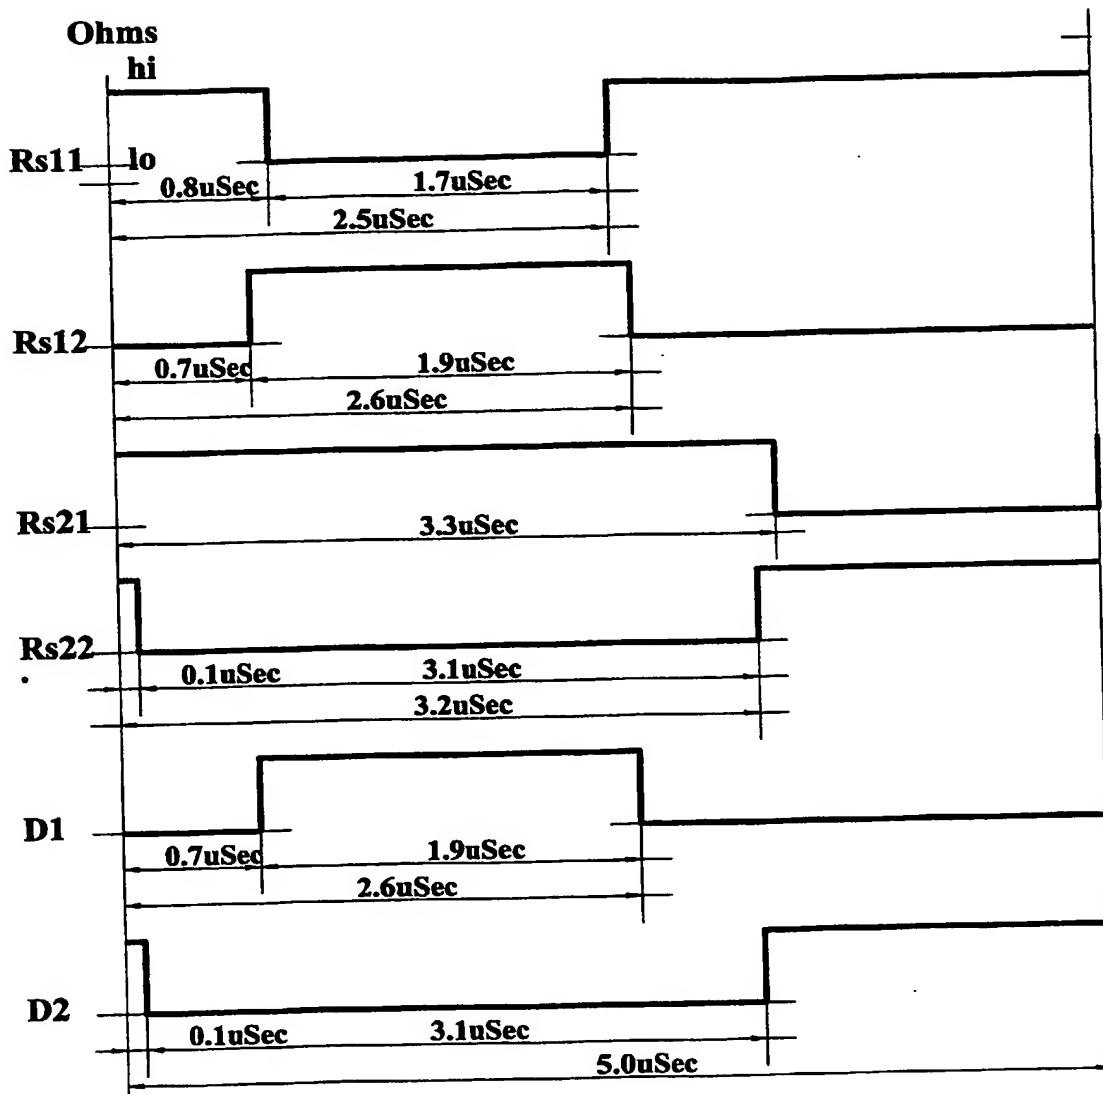 Ohms
hi
Rs11 lo
0.8uSec 1.7uSec
2.5uSec
Rs12
0.7uSec 1.9uSec
2.6uSec
Rs21
3.3uSec
Rs22
0.1uSec 3.1uSec
3.2uSec
D1
0.7uSec 1.9uSec
2.6uSec
D2
0.1uSec 3.1uSec
5.0uSec